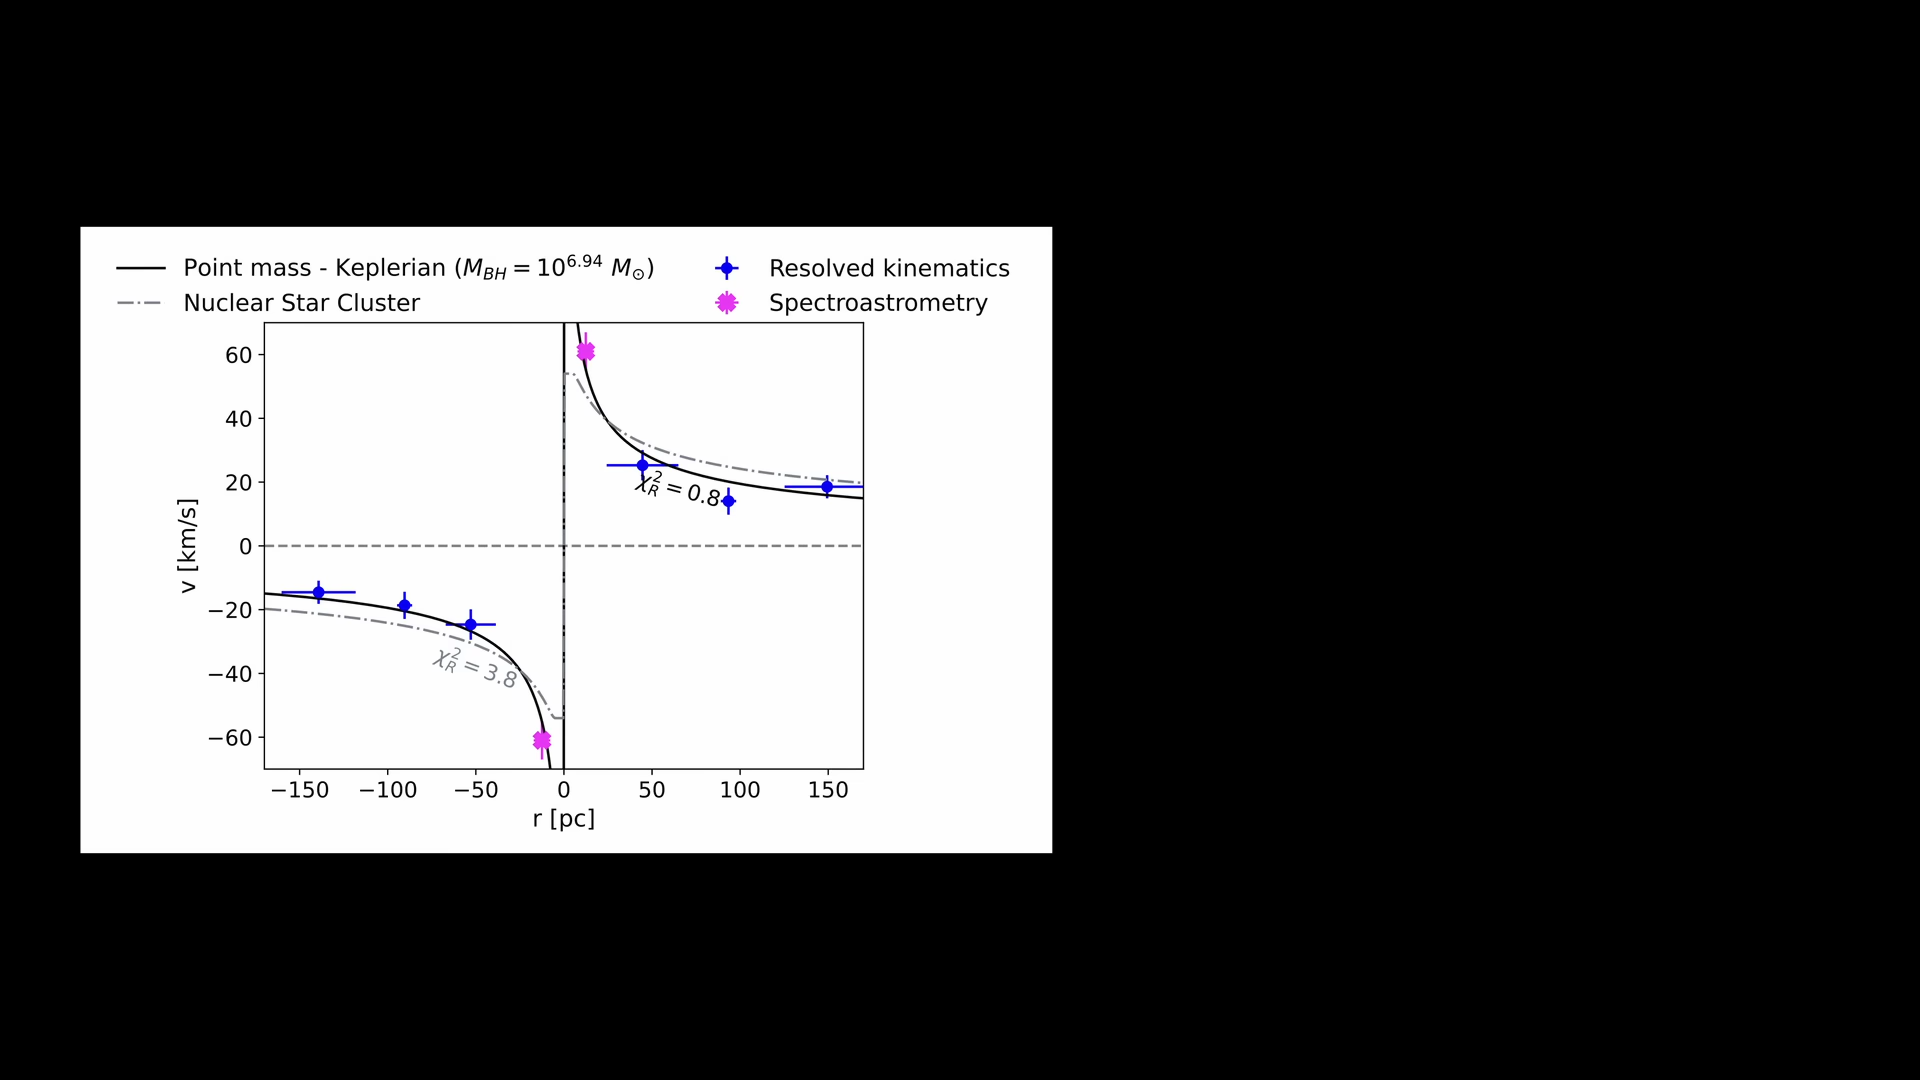 Point mass - Keplerian (M_BH = 10^6.94 M_⊙)
Nuclear Star Cluster
Resolved kinematics
Spectroastrometry
60
40
20
0
−20
−40
−60
v [km/s]
χ²_R = 0.8
χ²_R = 3.8
−150 −100 −50 0 50 100 150
r [pc]